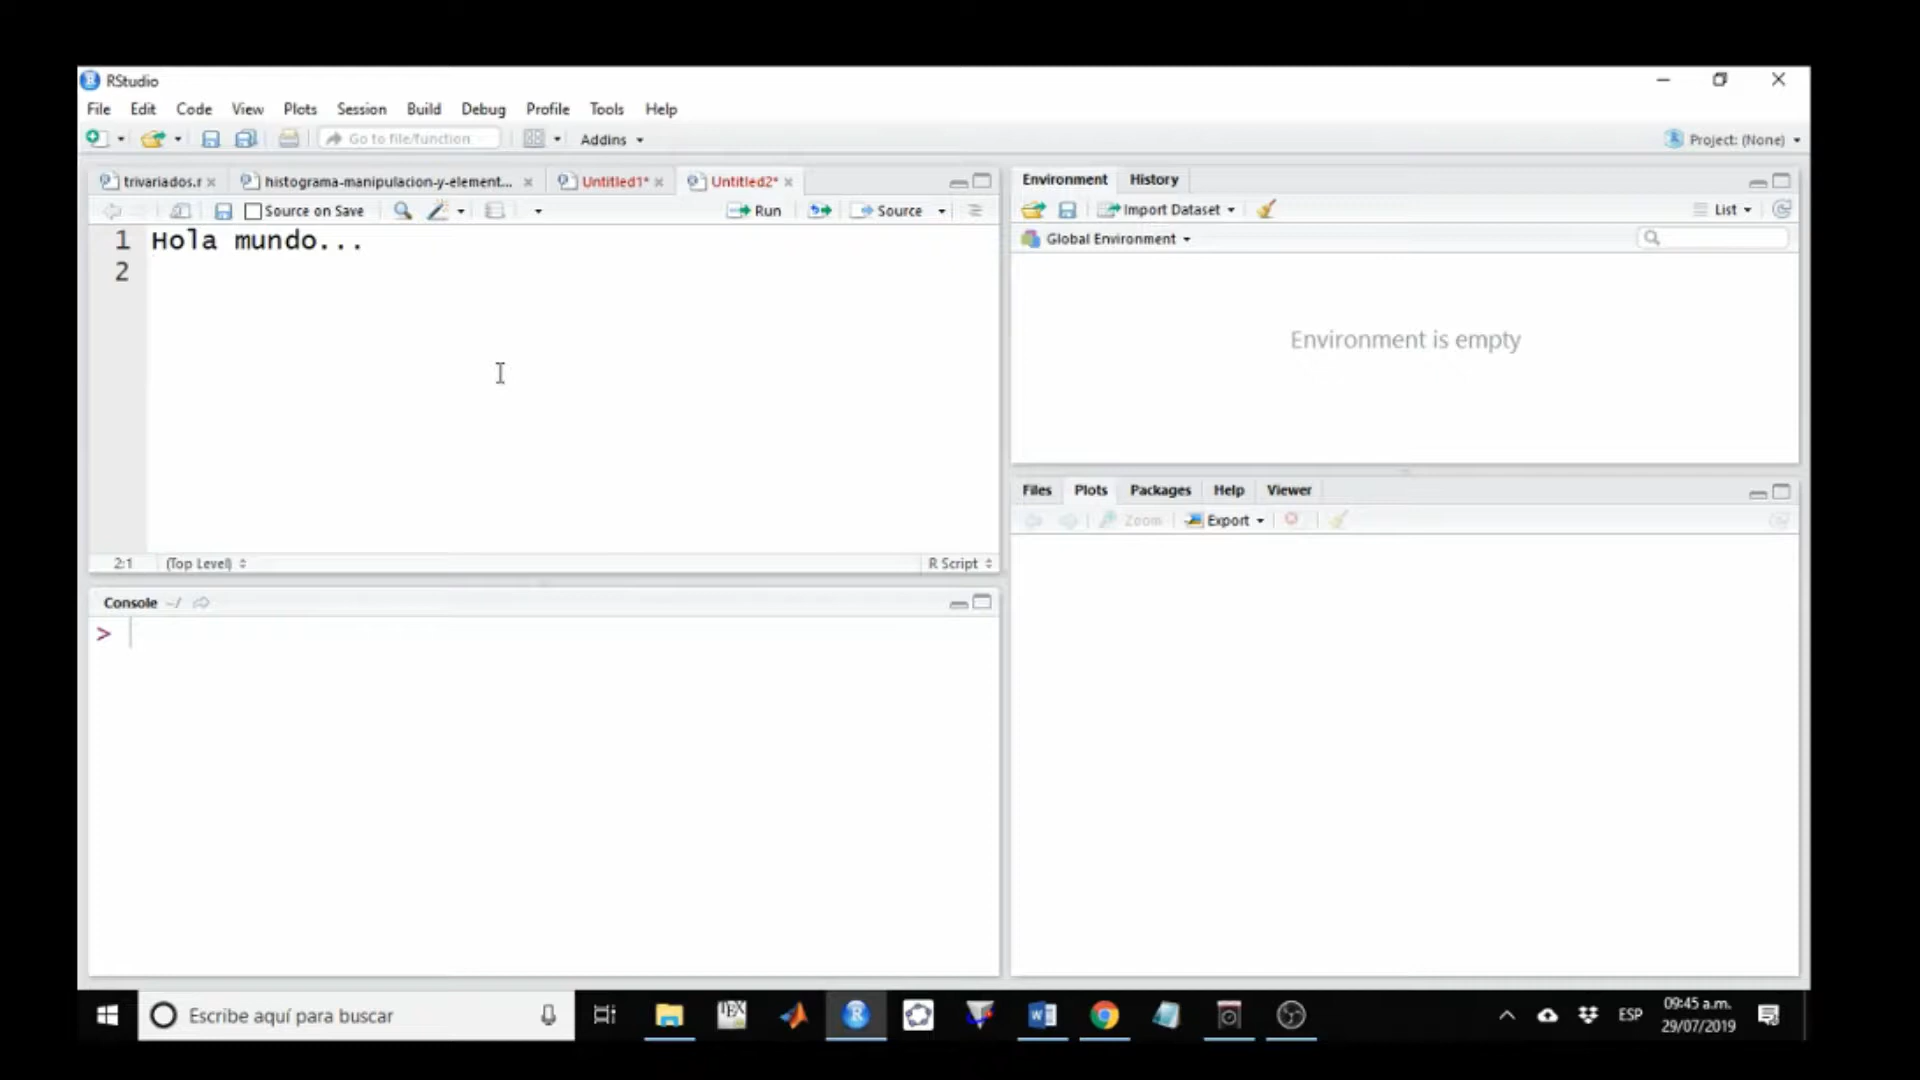 RStudio
File Edit Code View Plots Session Build Debug Profile Tools Help
Go to file/function Addins Project: (None)
trivariados.r histograma-manipulacion-y-element... Untitled1* Untitled2*
Source on Save Run Source
1 Hola mundo...
2
2:1 (Top Level) R Script
Console ~/
>
Environment History
Import Dataset List
Global Environment
Environment is empty
Files Plots Packages Help Viewer
Zoom Export
Escribe aquí para buscar
ESP
09:45 a.m.
29/07/2019